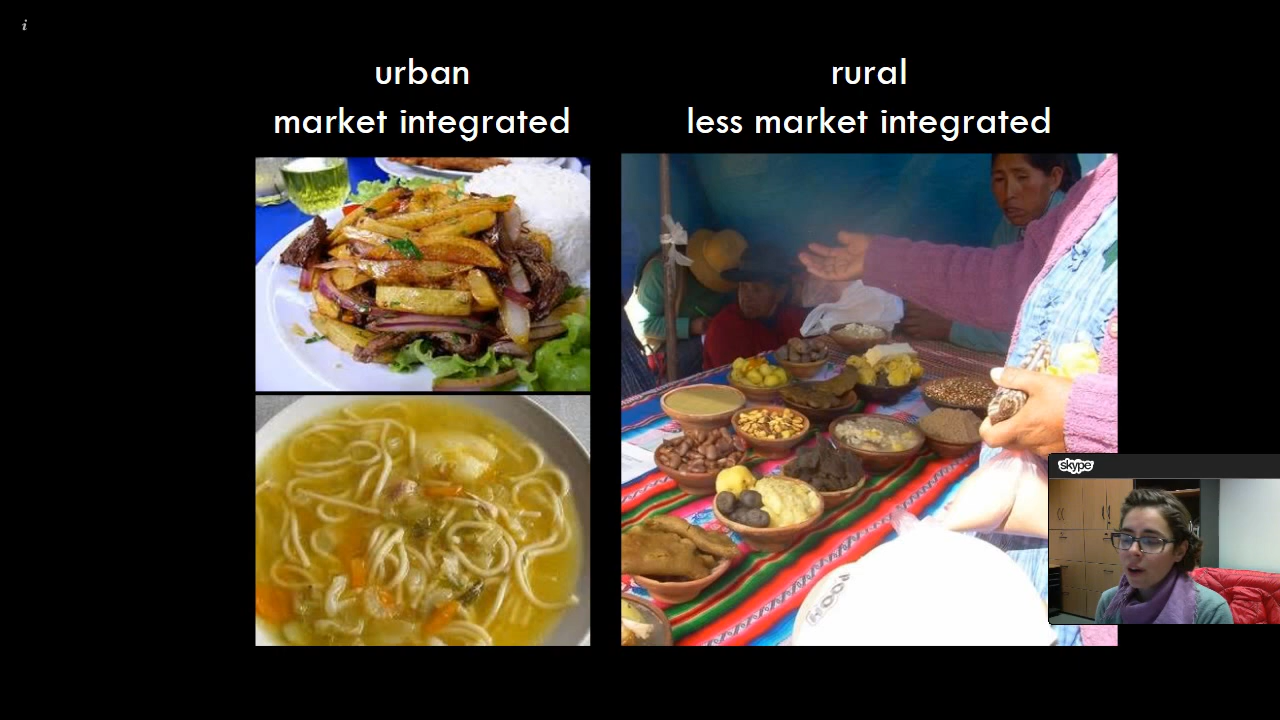 i
urban
market integrated
rural
less market integrated
skype